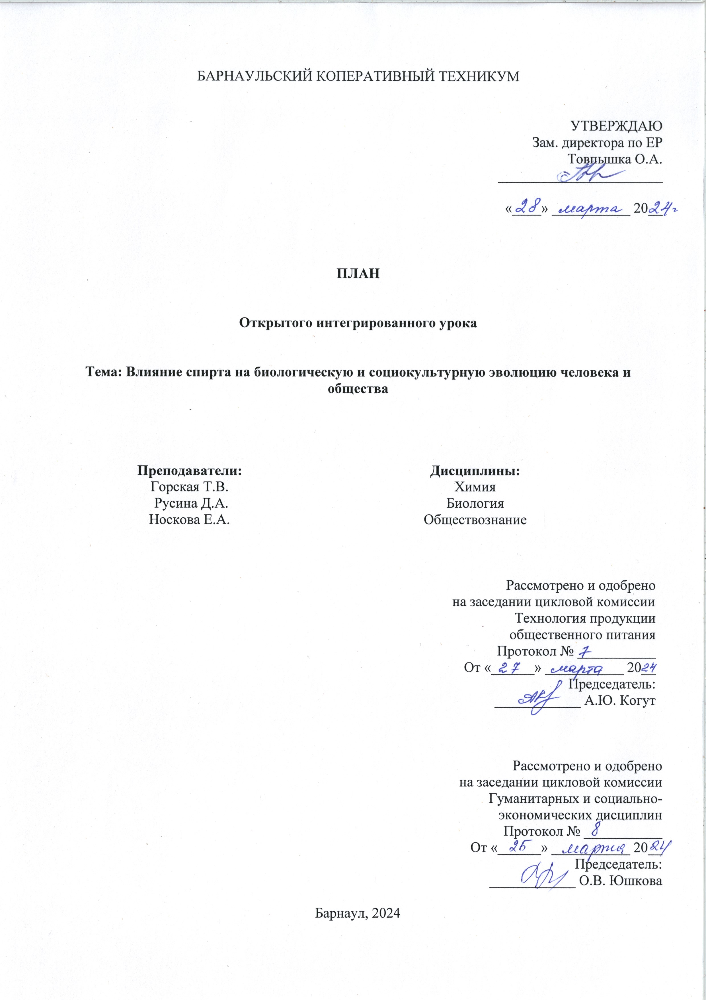 БАРНАУЛЬСКИЙ КОПЕРАТИВНЫЙ ТЕХНИКУМ
УТВЕРЖДАЮ
Зам. директора по ЕР
Товпышка О.А.
«28» марта 2024г
ПЛАН
Открытого интегрированного урока
Тема: Влияние спирта на биологическую и социокультурную эволюцию человека и
общества
Преподаватели: Дисциплины:
Горская Т.В. Химия
Русина Д.А. Биология
Носкова Е.А. Обществознание
Рассмотрено и одобрено
на заседании цикловой комиссии
Технология продукции
общественного питания
Протокол № 7
От «27» марта 2024
Председатель:
А.Ю. Когут
Рассмотрено и одобрено
на заседании цикловой комиссии
Гуманитарных и социально-
экономических дисциплин
Протокол № 8
От « » марта 2024
Председатель:
О.В. Юшкова
Барнаул, 2024